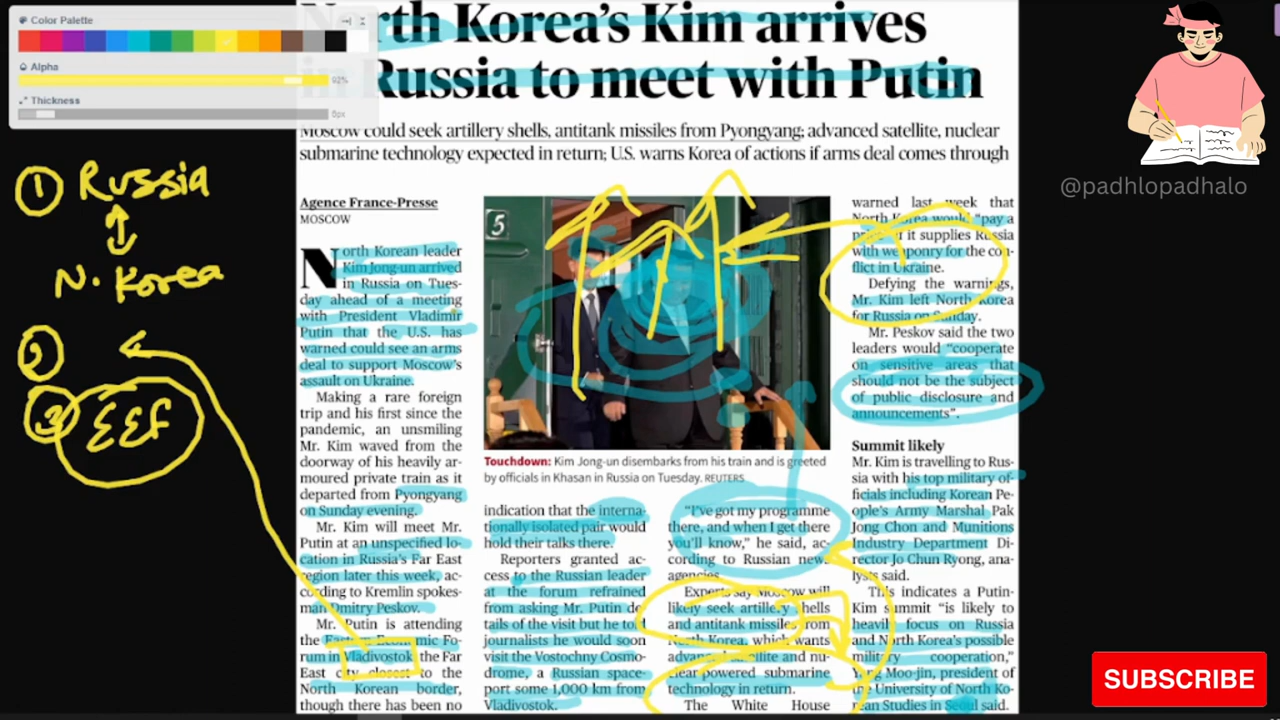 Color Palette
Alpha
92%
Thickness
0px
North Korea's Kim arrives
in Russia to meet with Putin
Moscow could seek artillery shells, antitank missiles from Pyongyang; advanced satellite, nuclear
submarine technology expected in return; U.S. warns Korea of actions if arms deal comes through
① Russia
N. Korea
②
③ EEF
Agence France-Presse
MOSCOW
North Korean leader
Kim Jong-un arrived
in Russia on Tues-
day ahead of a meeting
with President Vladimir
Putin that the U.S. has
warned could see an arms
deal to support Moscow's
assault on Ukraine.
Making a rare foreign
trip and his first since the
pandemic, an unsmiling
Mr. Kim waved from the
doorway of his heavily ar-
moured private train as it
departed from Pyongyang
on Sunday evening.
Mr. Kim will meet Mr.
Putin at an unspecified lo-
cation in Russia's Far East
region later this week, ac-
cording to Kremlin spokes-
man Dmitry Peskov.
Mr. Putin is attending
the Eastern Economic Fo-
rum in Vladivostok, the Far
East city closest to the
North Korean border,
though there has been no
5
Touchdown: Kim Jong-un disembarks from his train and is greeted
by officials in Khasan in Russia on Tuesday. REUTERS
indication that the interna-
tionally isolated pair would
hold their talks there.
Reporters granted ac-
cess to the Russian leader
at the forum refrained
from asking Mr. Putin de
tails of the visit but he told
journalists he would soon
visit the Vostochny Cosmo-
drome, a Russian space-
port some 1,000 km from
Vladivostok.
"I've got my programme
there, and when I get there
you'll know," he said, ac-
cording to Russian news
agencies.
Experts say Moscow will
likely seek artillery shells
and antitank missiles from
North Korea, which wants
advanced satellite and nu-
clear powered submarine
technology in return.
The White House
warned last week that
North Korea would "pay a
price" if it supplies Russia
with weaponry for the con-
flict in Ukraine.
Defying the warnings,
Mr. Kim left North Korea
for Russia on Sunday.
Mr. Peskov said the two
leaders would "cooperate
on sensitive areas that
should not be the subject
of public disclosure and
announcements".
Summit likely
Mr. Kim is travelling to Rus-
sia with his top military of-
ficials including Korean Pe-
ople's Army Marshal Pak
Jong Chon and Munitions
Industry Department Di-
rector Jo Chun Ryong, ana-
lysts said.
This indicates a Putin-
Kim summit "is likely to
heavily focus on Russia
and North Korea's possible
military cooperation,"
Yang Moo-jin, president of
the University of North Ko-
rean Studies in Seoul said.
@padhlopadhalo
SUBSCRIBE